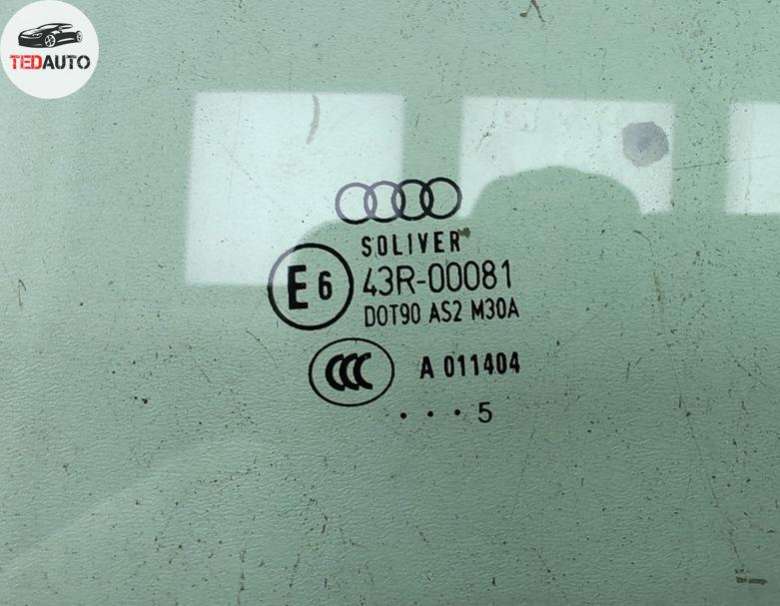 TEDAUTO
SOLIVER
E6 43R-00081
DOT90 AS2 M30A
CCC A 011404
. . . 5